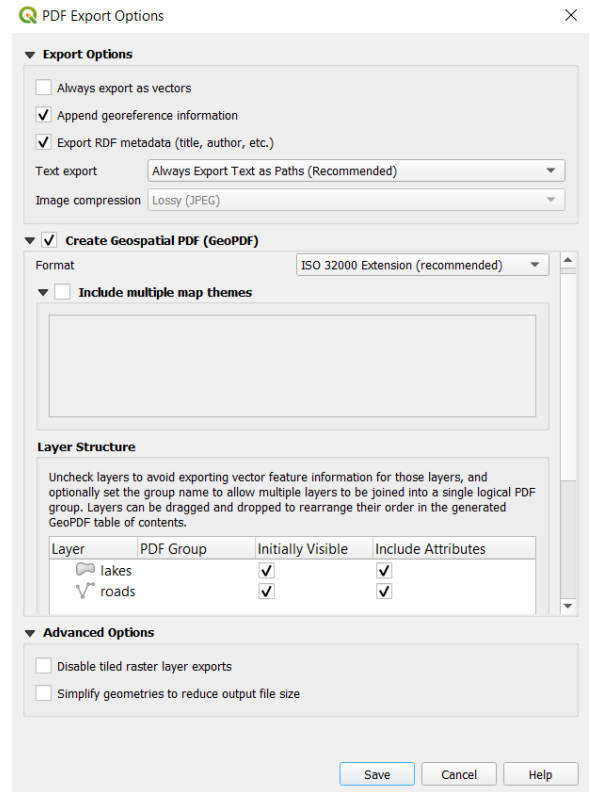 PDF Export Options
Export Options
Always export as vectors
Append georeference information
Export RDF metadata (title, author, etc.)
Text export Always Export Text as Paths (Recommended)
Image compression Lossy (JPEG)
Create Geospatial PDF (GeoPDF)
Format ISO 32000 Extension (recommended)
Include multiple map themes
Layer Structure
Uncheck layers to avoid exporting vector feature information for those layers, and
optionally set the group name to allow multiple layers to be joined into a single logical PDF
group. Layers can be dragged and dropped to rearrange their order in the generated
GeoPDF table of contents.
Layer PDF Group Initially Visible Include Attributes
lakes
roads
Advanced Options
Disable tiled raster layer exports
Simplify geometries to reduce output file size
Save Cancel Help